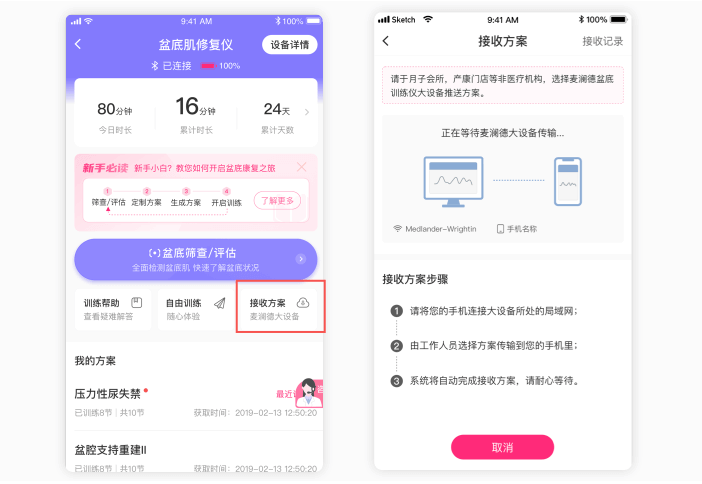 9:41 AM
100%
盆底肌修复仪
设备详情
已连接
100%
80分钟
16分钟
24天
今日时长
累计时长
累计天数
新手必读 新手小白？教您如何开启盆底康复之旅
1
2
3
4
筛查/评估
定制方案
生成方案
开启训练
了解更多
盆底筛查/评估
全面检测盆底肌 快速了解盆底状况
训练帮助
查看疑难解答
自由训练
随心体验
接收方案
麦澜德大设备
我的方案
压力性尿失禁
最近
已训练8节 | 共10节
获取时间：2019-02-13 12:50:20
盆腔支持重建II
已训练8节 | 共10节
获取时间：2019-02-13 12:50:20
Sketch
9:41 AM
100%
接收方案
接收记录
请于月子会所，产康门店等非医疗机构，选择麦澜德盆底
训练仪大设备推送方案。
正在等待麦澜德大设备传输...
Medlander-Wrightin
手机名称
接收方案步骤
1 请将您的手机连接大设备所处的局域网；
2 由工作人员选择方案传输到您的手机里；
3 系统将自动完成接收方案，请耐心等待。
取消